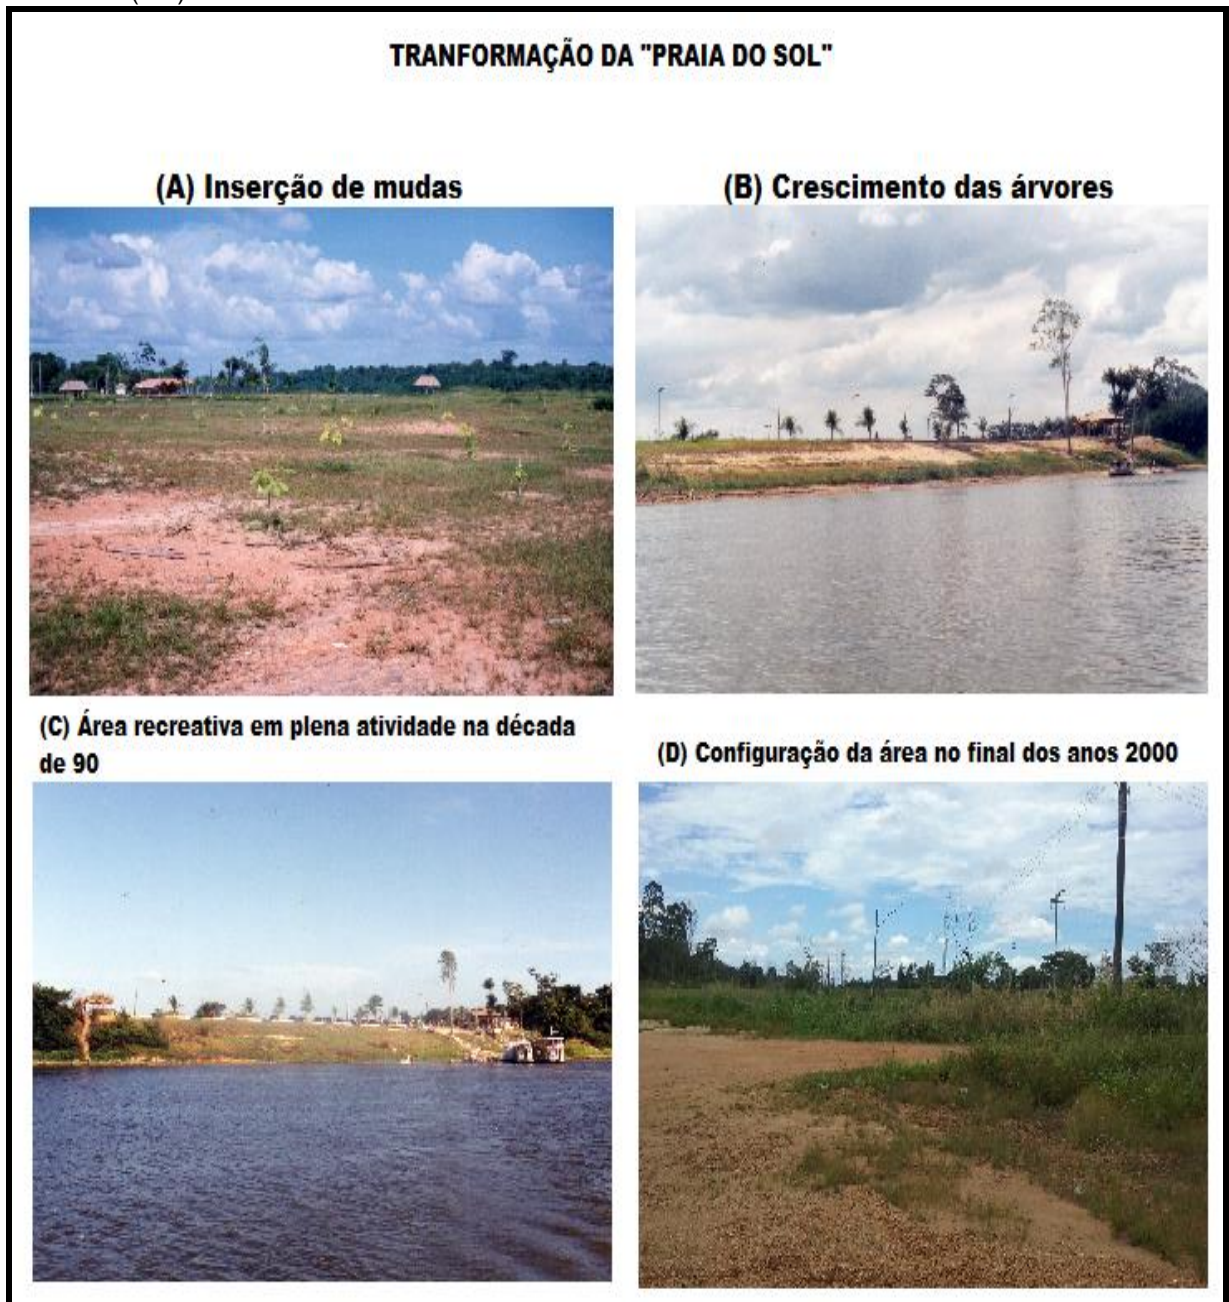 TRANFORMAÇÃO DA "PRAIA DO SOL"
(A) Inserção de mudas
(B) Crescimento das árvores
(C) Área recreativa em plena atividade na década
de 90
(D) Configuração da área no final dos anos 2000